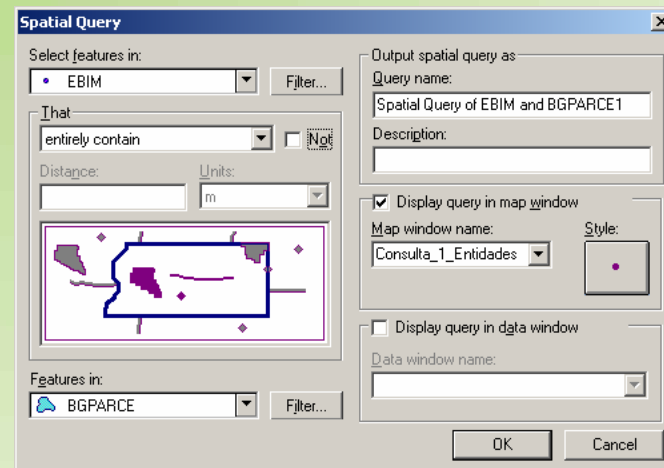 Spatial Query
Select features in:
EBIM
Filter...
That
entirely contain
Not
Distance:
Units:
m
Features in:
BGPARCE
Filter...
Output spatial query as
Query name:
Spatial Query of EBIM and BGPARCE1
Description:
Display query in map window
Map window name:
Style:
Consulta_1_Entidades
Display query in data window
Data window name:
OK
Cancel